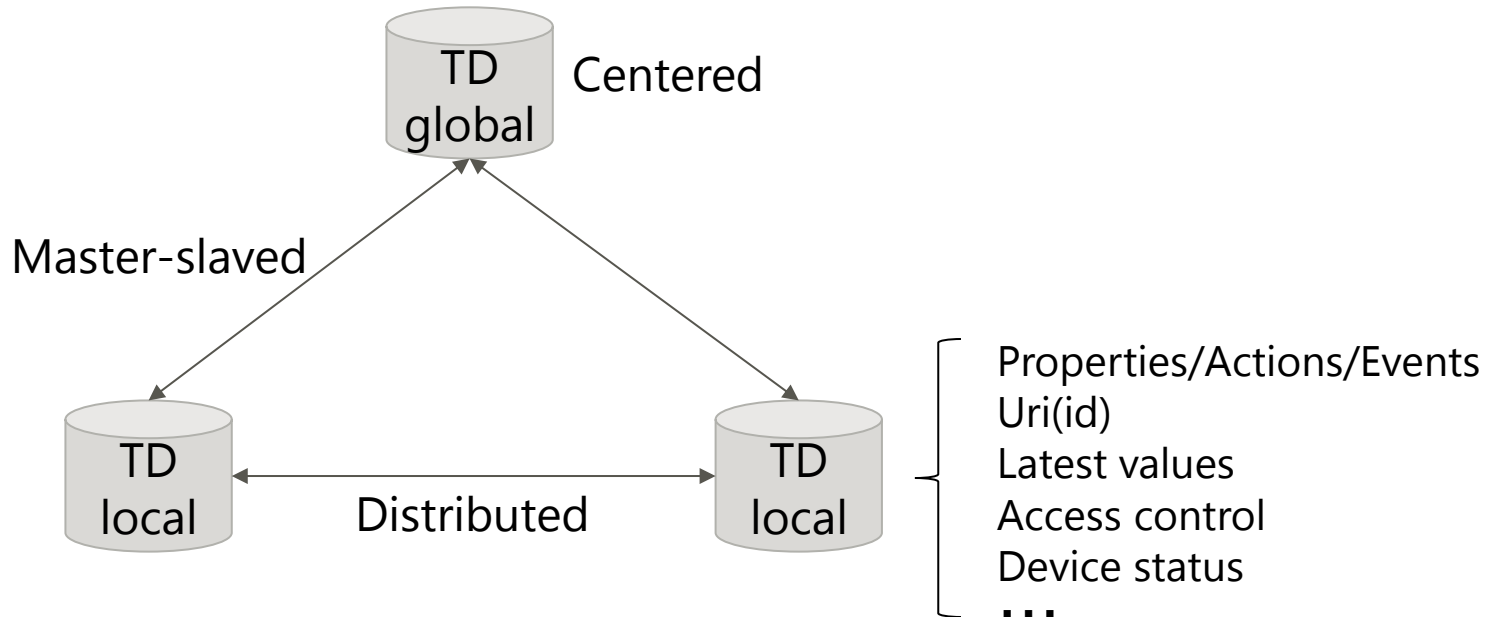 TD
global
Centered
Master-slaved
TD
local
Distributed
TD
local
Properties/Actions/Events
Uri(id)
Latest values
Access control
Device status
...